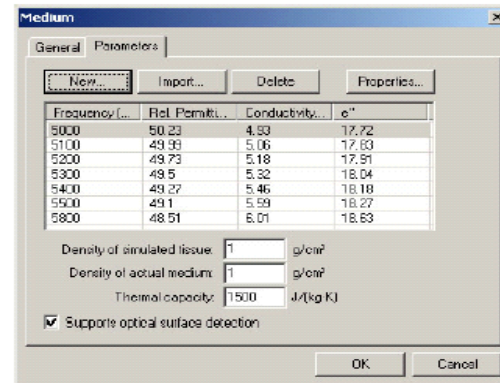 Medium
General Parameters
New... Import... Delete Properties...
Frequency (... Rel. Permitti... Conductivity... e''
5000 50.23 4.93 17.72
5100 49.99 5.06 17.83
5200 49.73 5.18 17.91
5300 49.5 5.32 18.04
5400 49.27 5.46 18.18
5500 49.1 5.59 18.27
5800 48.51 6.01 18.63
Density of simulated tissue: 1 g/cm³
Density of actual medium: 1 g/cm³
Thermal capacity: 1500 J/(kg K)
Supports optical surface detection
OK Cancel